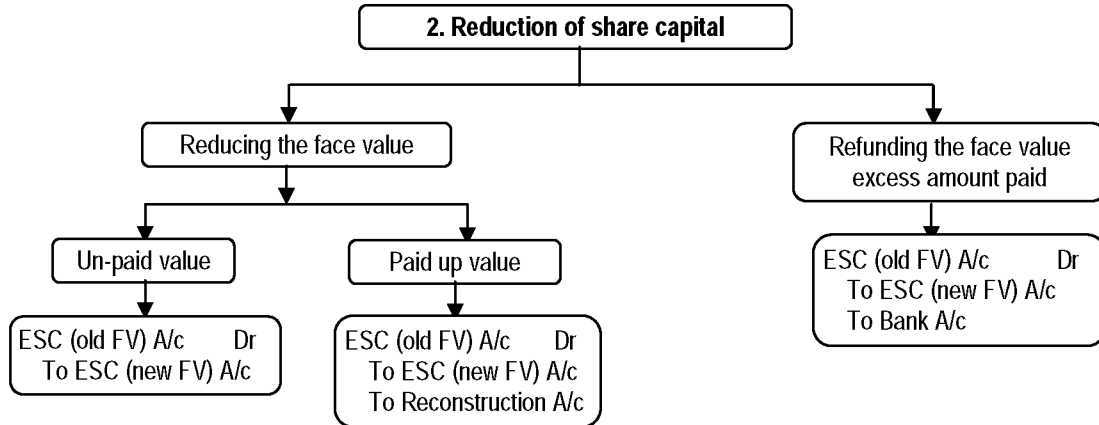 2. Reduction of share capital
Reducing the face value
Refunding the face value
excess amount paid
Un-paid value
Paid up value
ESC (old FV) A/c Dr
To ESC (new FV) A/c
ESC (old FV) A/c Dr
To ESC (new FV) A/c
To Reconstruction A/c
ESC (old FV) A/c Dr
To ESC (new FV) A/c
To Bank A/c